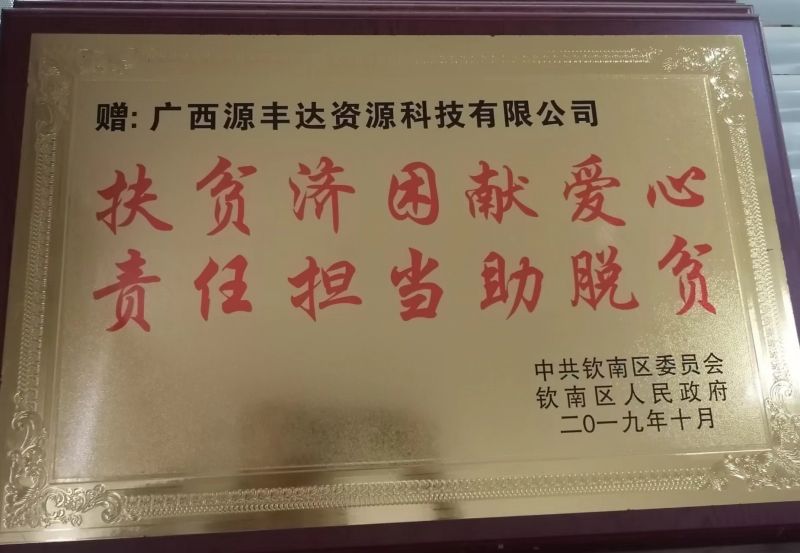 赠: 广西源丰达资源科技有限公司
扶贫济困献爱心
责任担当助脱贫
中共钦南区委员会
钦南区人民政府
二0一九年十月